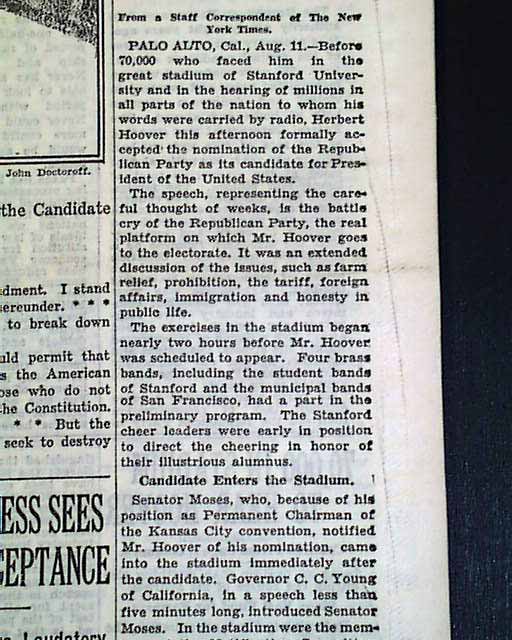 John Doctoroff.
the Candidate
dment. I stand
ereunder. * * *
to break down
uld permit that
s the American
ose who do not
the Constitution.
* * But the
seek to destroy
ESS SEES
CEPTANCE
Laudatory
From a Staff Correspondent of The New
York Times.
PALO ALTO, Cal., Aug. 11.—Before
70,000 who faced him in the
great stadium of Stanford Univer-
sity and in the hearing of millions in
all parts of the nation to whom his
words were carried by radio, Herbert
Hoover this afternoon formally ac-
cepted the nomination of the Repub-
lican Party as its candidate for Pres-
ident of the United States.
The speech, representing the care-
ful thought of weeks, is the battle
cry of the Republican Party, the real
platform on which Mr. Hoover goes
to the electorate. It was an extended
discussion of the issues, such as farm
relief, prohibition, the tariff, foreign
affairs, immigration and honesty in
public life.
The exercises in the stadium began
nearly two hours before Mr. Hoover
was scheduled to appear. Four brass
bands, including the student bands
of Stanford and the municipal bands
of San Francisco, had a part in the
preliminary program. The Stanford
cheer leaders were early in position
to direct the cheering in honor of
their illustrious alumnus.
Candidate Enters the Stadium.
Senator Moses, who, because of his
position as Permanent Chairman of
the Kansas City convention, notified
Mr. Hoover of his nomination, came
into the stadium immediately after
the candidate. Governor C. C. Young
of California, in a speech less than
five minutes long, introduced Senator
Moses. In the stadium were the mem-